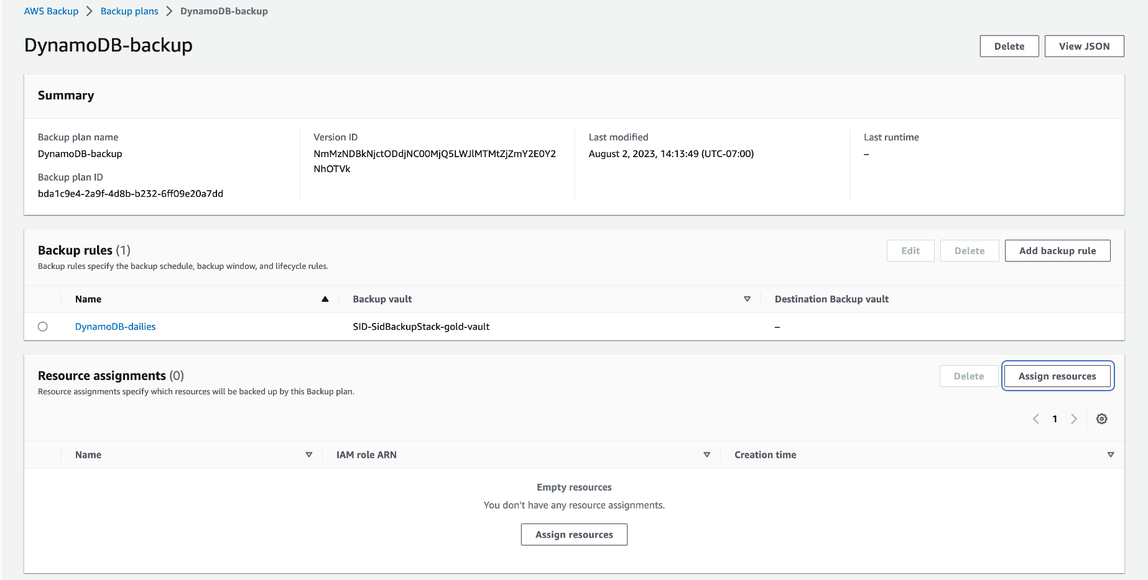 AWS Backup > Backup plans > DynamoDB-backup
DynamoDB-backup
Delete
View JSON
Summary
Backup plan name
DynamoDB-backup
Backup plan ID
bda1c9e4-2a9f-4d8b-b232-6ff09e20a7dd
Version ID
NmMzNDBkNjctODdjNC00MjQ5LWJlMTMtZjZmY2E0Y2
NhOTVk
Last modified
August 2, 2023, 14:13:49 (UTC-07:00)
Last runtime
–
Backup rules (1)
Backup rules specify the backup schedule, backup window, and lifecycle rules.
Edit
Delete
Add backup rule
Name
Backup vault
Destination Backup vault
DynamoDB-dailies
SID-SidBackupStack-gold-vault
–
Resource assignments (0)
Resource assignments specify which resources will be backed up by this Backup plan.
Delete
Assign resources
1
Name
IAM role ARN
Creation time
Empty resources
You don't have any resource assignments.
Assign resources